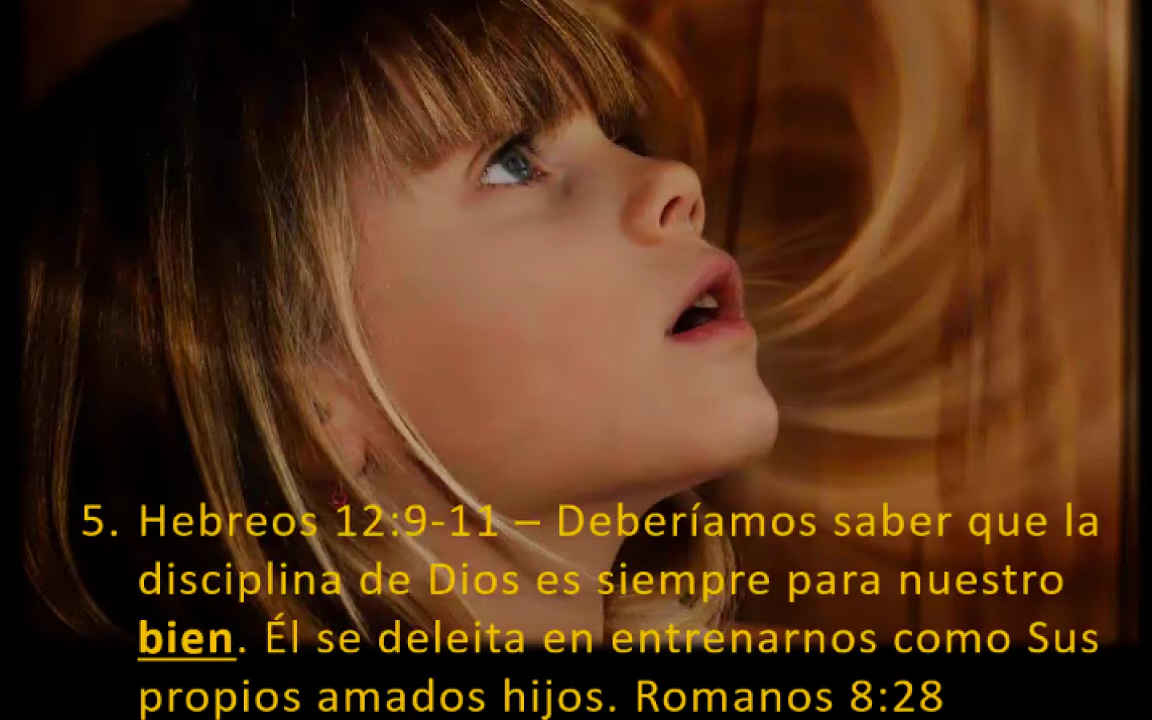 5. Hebreos 12:9-11 – Deberíamos saber que la
disciplina de Dios es siempre para nuestro
bien. Él se deleita en entrenarnos como Sus
propios amados hijos. Romanos 8:28